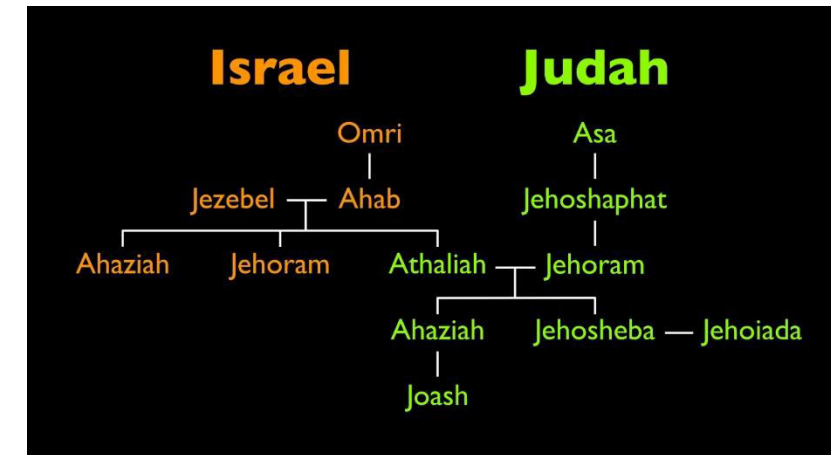 Israel Judah
Omri Asa
Jezebel Ahab Jehoshaphat
Ahaziah Jehoram Athaliah Jehoram
Ahaziah Jehosheba Jehoiada
Joash